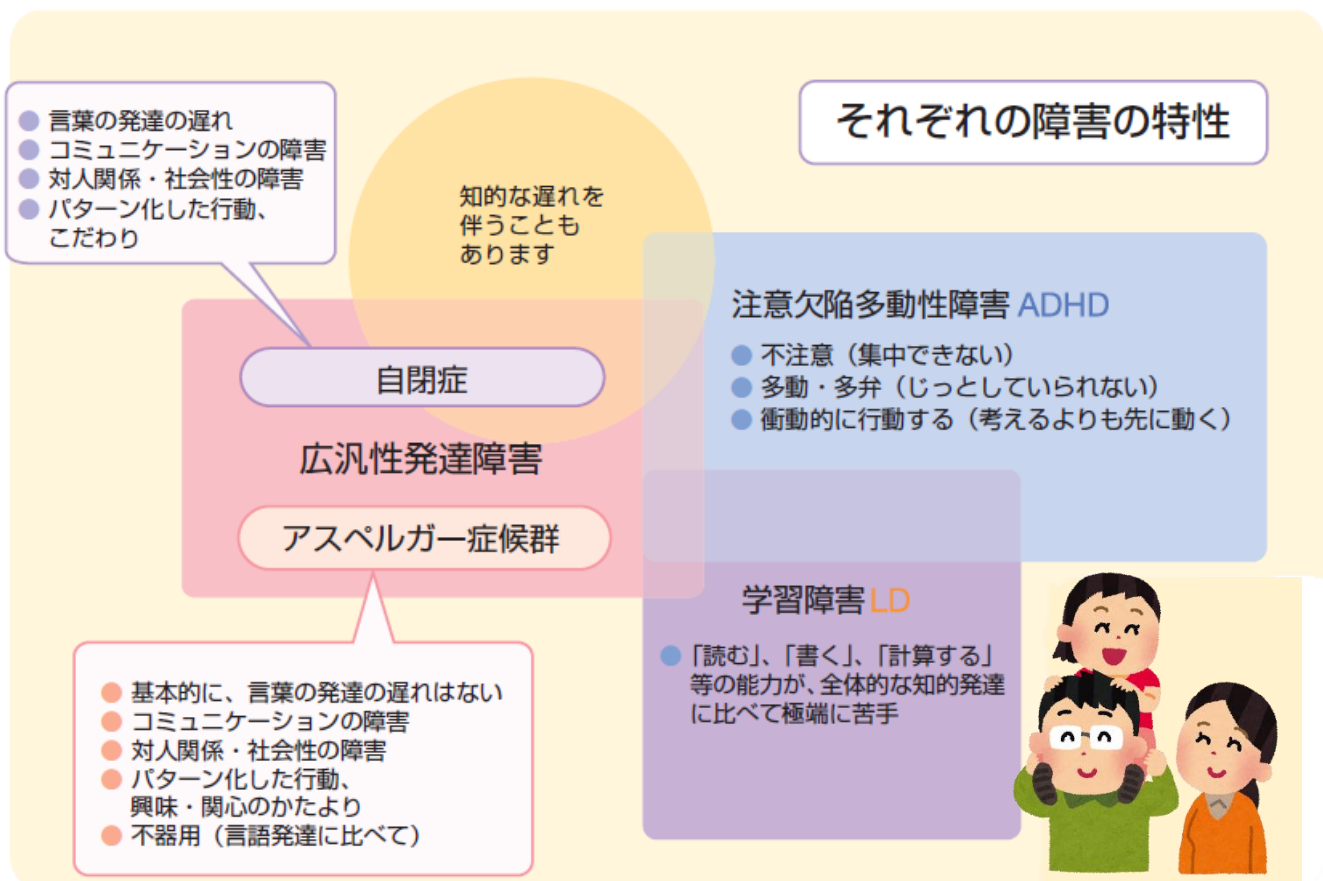 それぞれの障害の特性
● 言葉の発達の遅れ
● コミュニケーションの障害
● 対人関係・社会性の障害
● パターン化した行動、
こだわり
知的な遅れを
伴うことも
あります
自閉症
広汎性発達障害
アスペルガー症候群
● 基本的に、言葉の発達の遅れはない
● コミュニケーションの障害
● 対人関係・社会性の障害
● パターン化した行動、
興味・関心のかたより
● 不器用（言語発達に比べて）
注意欠陥多動性障害 ADHD
● 不注意（集中できない）
● 多動・多弁（じっとしていられない）
● 衝動的に行動する（考えるよりも先に動く）
学習障害 LD
● 「読む」、「書く」、「計算する」
等の能力が、全体的な知的発達
に比べて極端に苦手